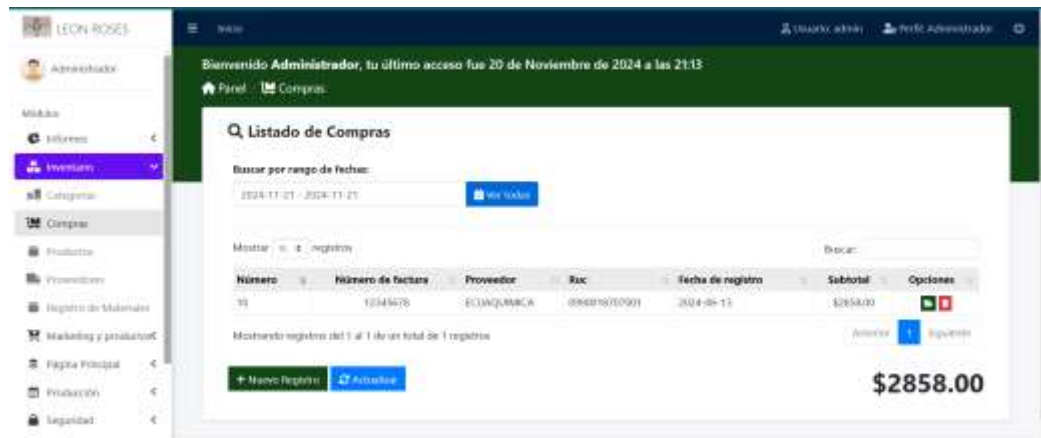 LEON ROSES
Inicio
Usuario: admin
Perfil: Administrador
Administrador
Bienvenido Administrador, tu último acceso fue 20 de Noviembre de 2024 a las 21:13
Panel
Compras
Módulos
Informes
Inventario
Categorías
Compras
Productos
Proveedores
Registro de Materiales
Marketing y productos
Página Principal
Producción
Seguridad
Listado de Compras
Buscar por rango de fechas:
2024-11-21 - 2024-11-21
Ver todos
Mostrar registros
Buscar:
Número Número de factura Proveedor Ruc Fecha de registro Subtotal Opciones
10 12345678 ECUAQUIMICA 0990018707001 2024-06-13 $2858.00
Mostrando registros del 1 al 1 de un total de 1 registros
Anterior 1 Siguiente
+ Nuevo Registro
Actualizar
$2858.00